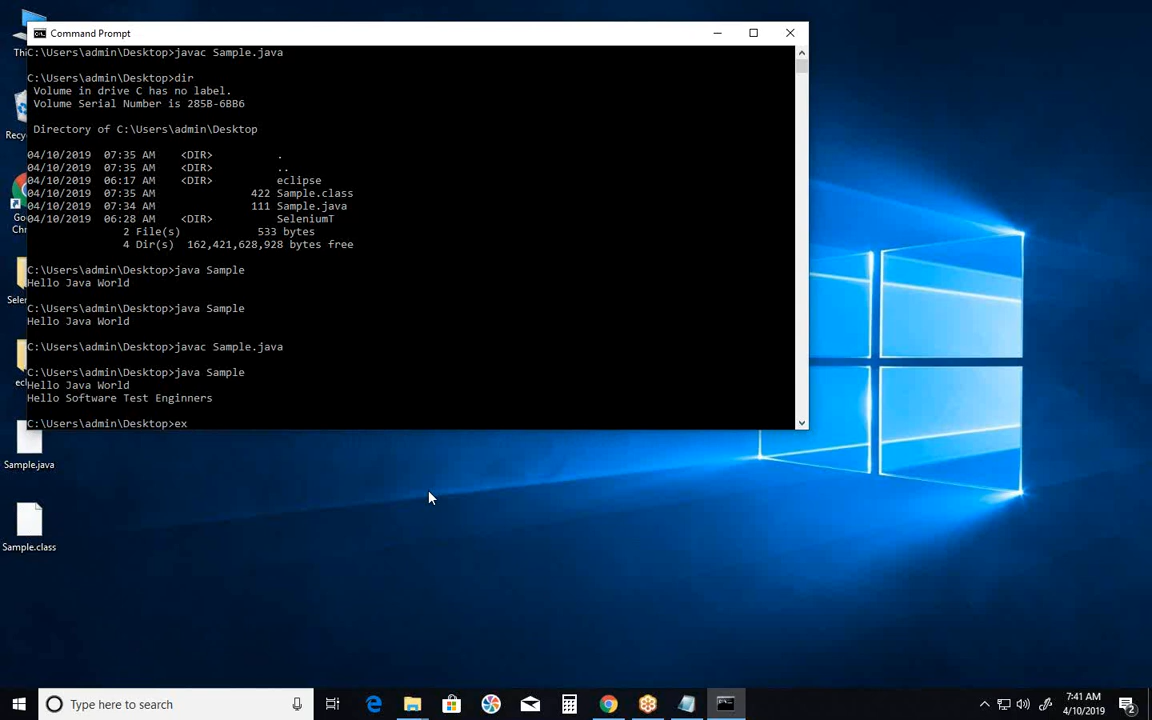 Command Prompt
C:\Users\admin\Desktop>javac Sample.java
C:\Users\admin\Desktop>dir
Volume in drive C has no label.
Volume Serial Number is 285B-6BB6
Directory of C:\Users\admin\Desktop
04/10/2019 07:35 AM <DIR> .
04/10/2019 07:35 AM <DIR> ..
04/10/2019 06:17 AM <DIR> eclipse
04/10/2019 07:35 AM 422 Sample.class
04/10/2019 07:34 AM 111 Sample.java
04/10/2019 06:28 AM <DIR> SeleniumT
2 File(s) 533 bytes
4 Dir(s) 162,421,628,928 bytes free
C:\Users\admin\Desktop>java Sample
Hello Java World
C:\Users\admin\Desktop>java Sample
Hello Java World
C:\Users\admin\Desktop>javac Sample.java
C:\Users\admin\Desktop>java Sample
Hello Java World
Hello Software Test Enginners
C:\Users\admin\Desktop>ex
Thi
Recy
Go
Chr
Selen
ecl
Sample.java
Sample.class
Type here to search
7:41 AM
4/10/2019
2